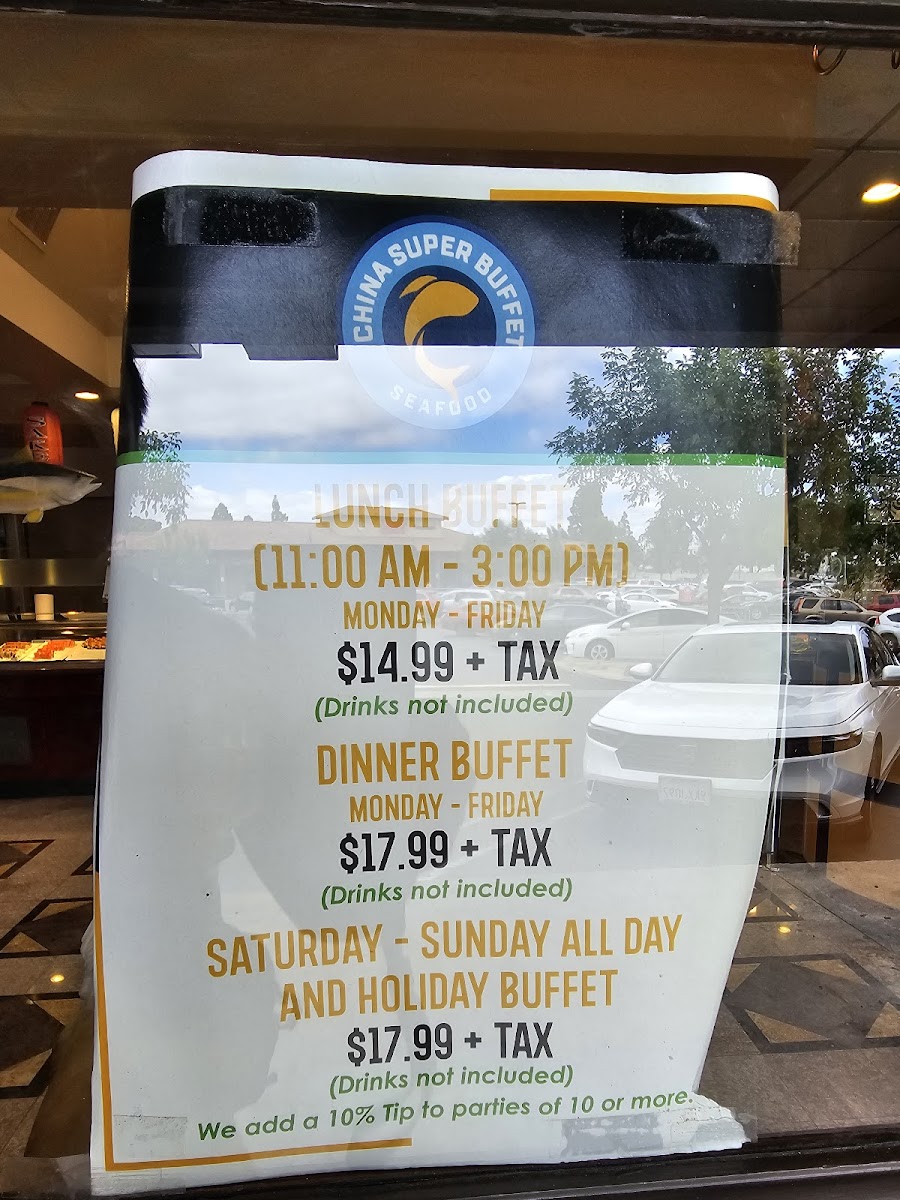 CHINA SUPER BUFFET
SEAFOOD
LUNCH BUFFET
(11:00 AM - 3:00 PM)
MONDAY - FRIDAY
$14.99 + TAX
(Drinks not included)
DINNER BUFFET
MONDAY - FRIDAY
$17.99 + TAX
(Drinks not included)
SATURDAY - SUNDAY ALL DAY
AND HOLIDAY BUFFET
$17.99 + TAX
(Drinks not included)
We add a 10% Tip to parties of 10 or more.